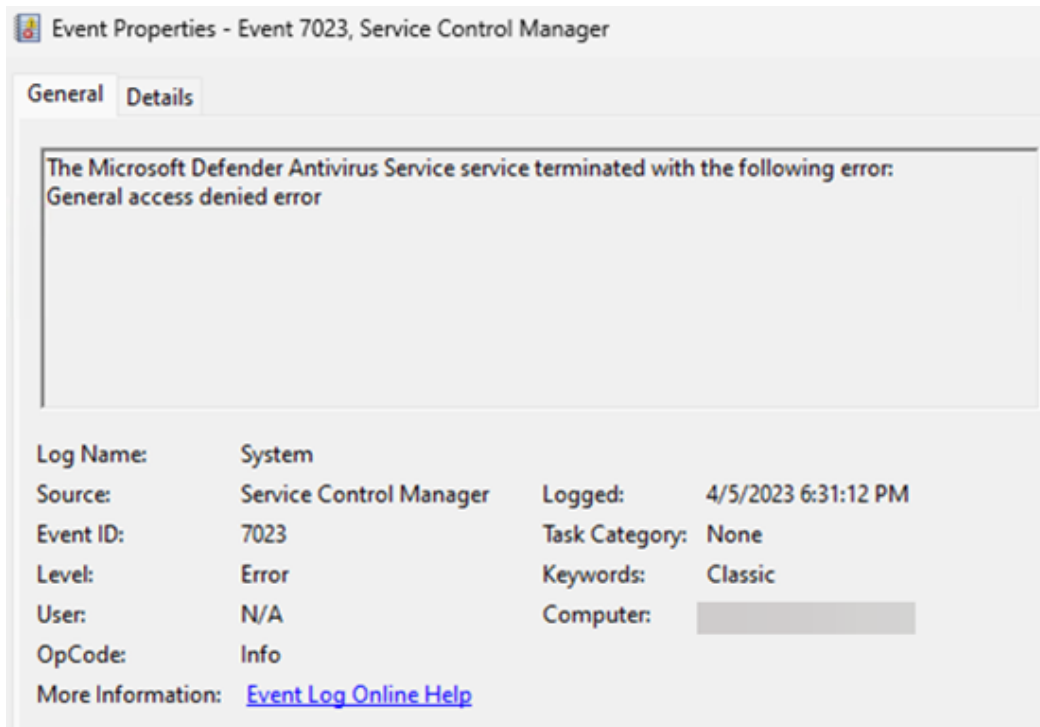 Event Properties - Event 7023, Service Control Manager
General Details
The Microsoft Defender Antivirus Service service terminated with the following error:
General access denied error
Log Name: System
Source: Service Control Manager Logged: 4/5/2023 6:31:12 PM
Event ID: 7023 Task Category: None
Level: Error Keywords: Classic
User: N/A Computer:
OpCode: Info
More Information: Event Log Online Help